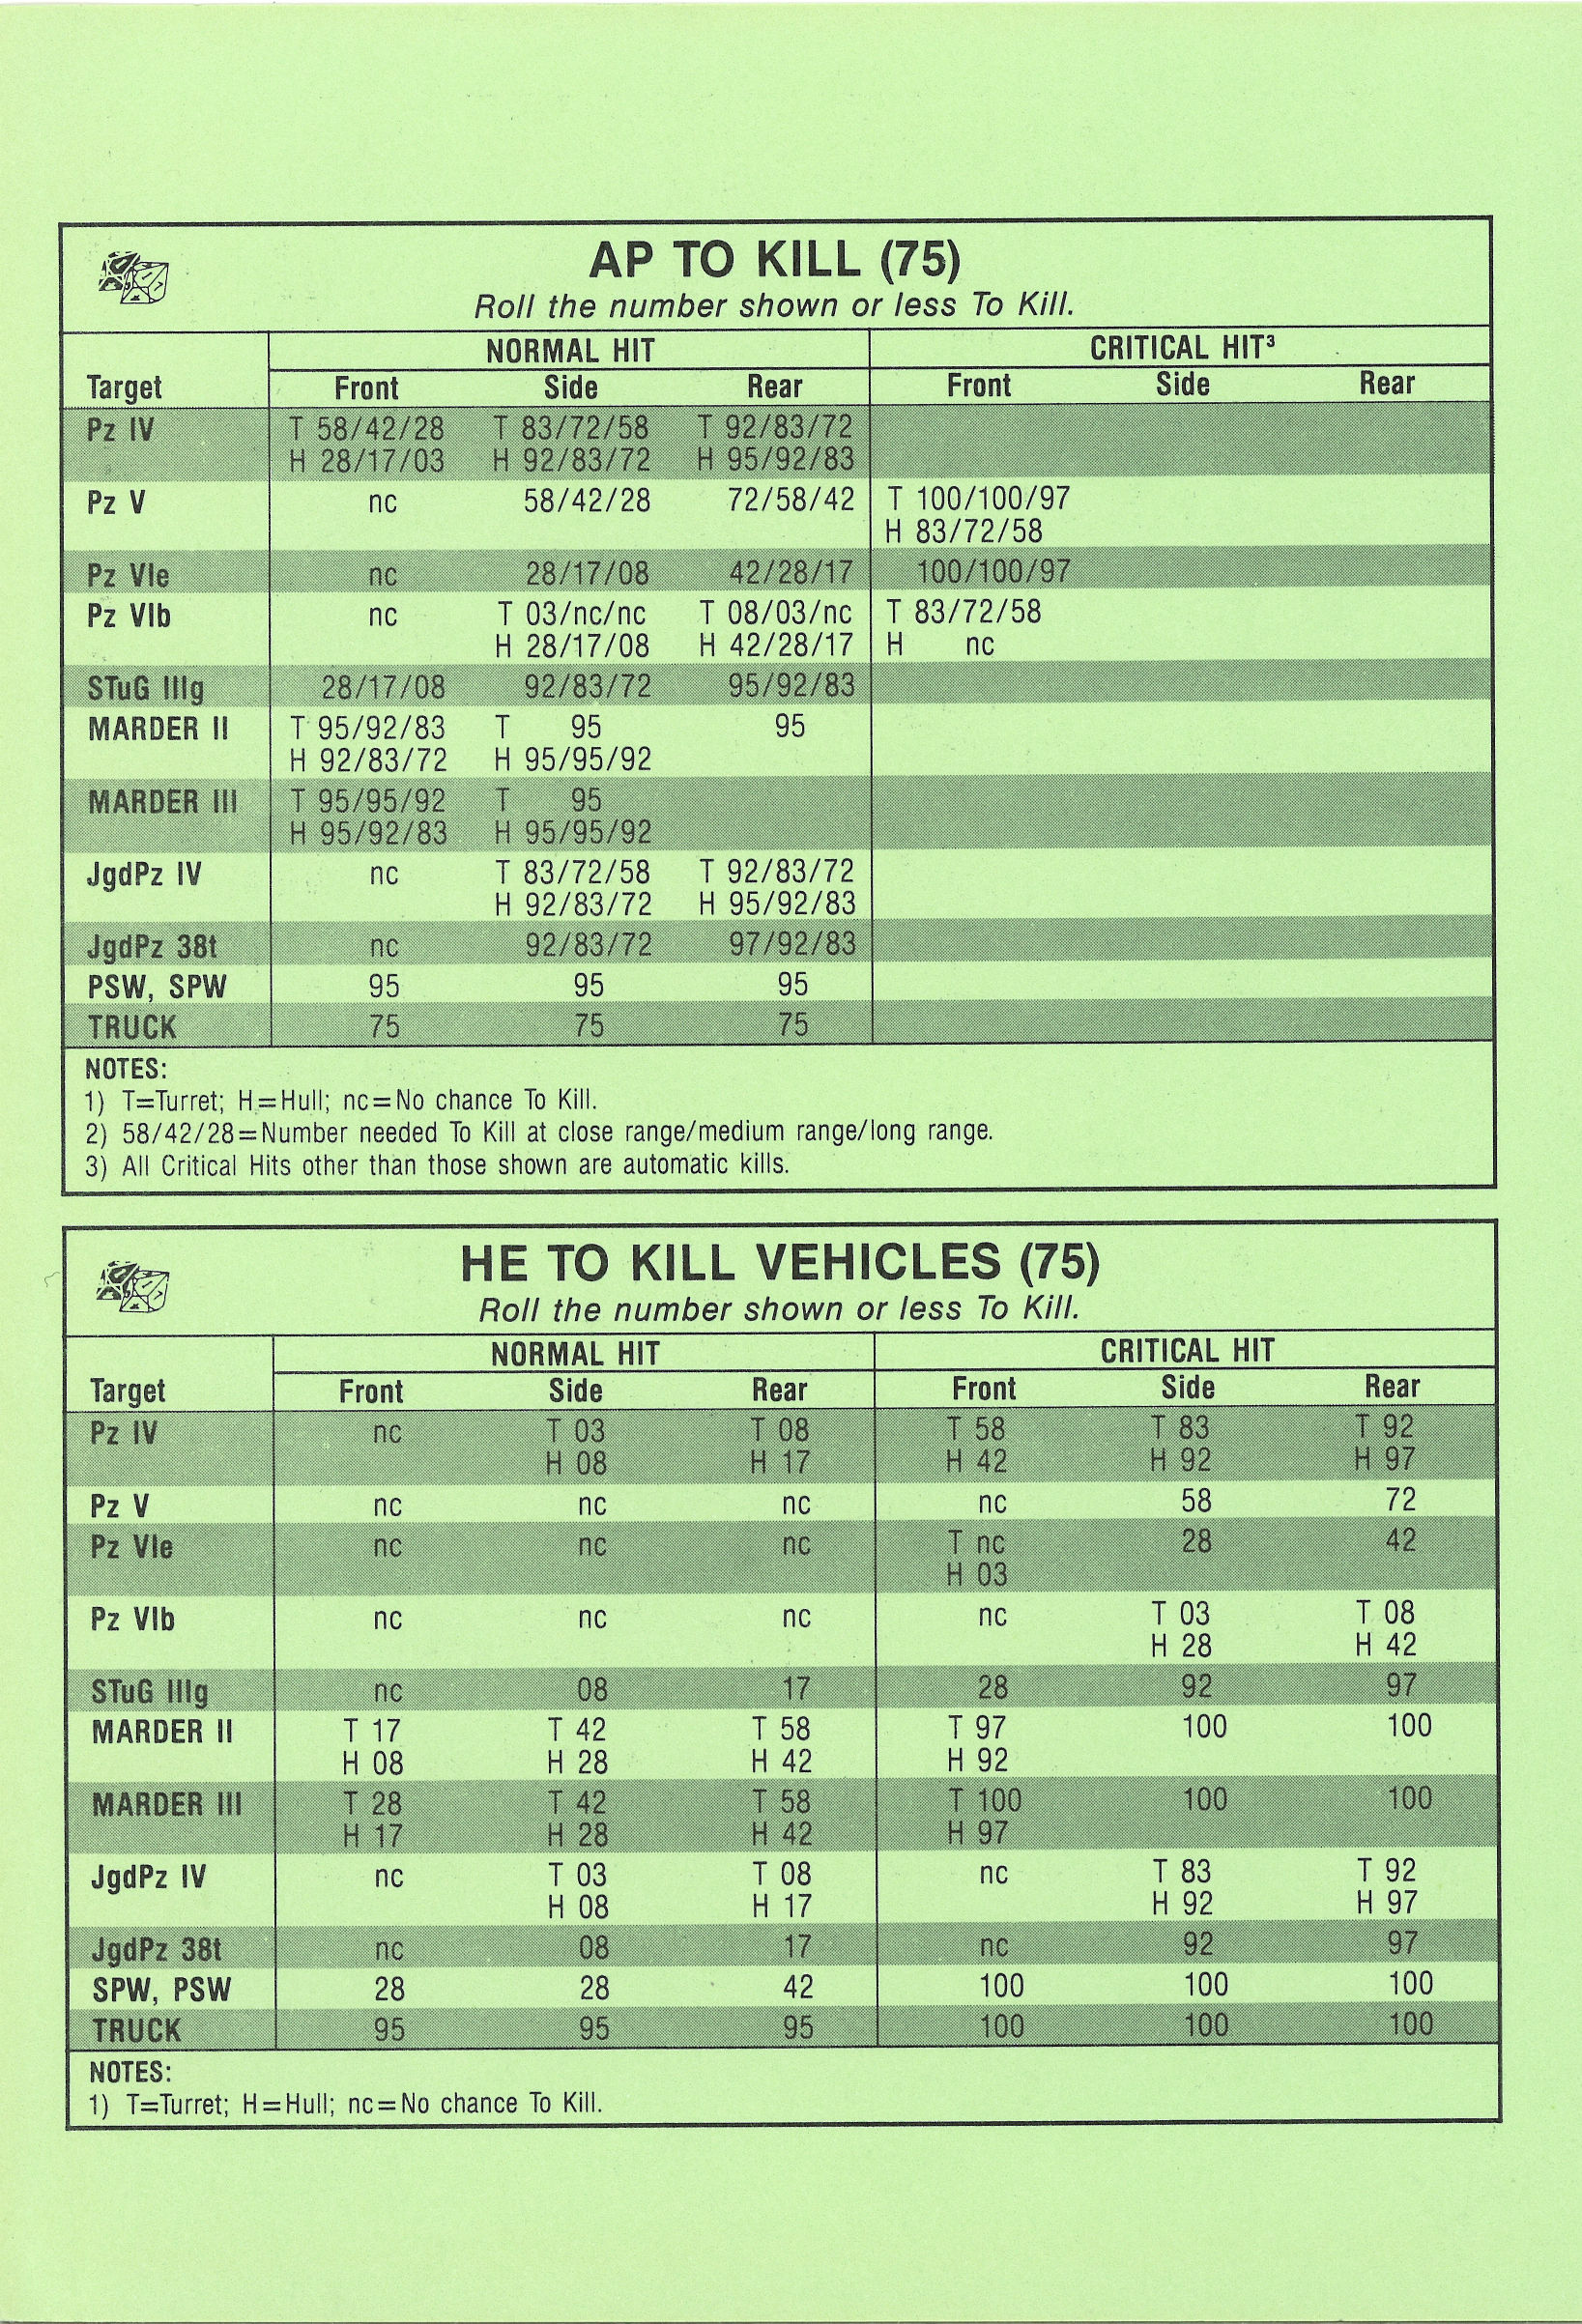 AP TO KILL (75)
Roll the number shown or less To Kill.
NORMAL HIT CRITICAL HIT³
Target Front Side Rear Front Side Rear
Pz IV T 58/42/28 T 83/72/58 T 92/83/72
H 28/17/03 H 92/83/72 H 95/92/83
Pz V nc 58/42/28 72/58/42 T 100/100/97
H 83/72/58
Pz VIe nc 28/17/08 42/28/17 100/100/97
Pz VIb nc T 03/nc/nc T 08/03/nc T 83/72/58
H 28/17/08 H 42/28/17 H nc
STuG IIIg 28/17/08 92/83/72 95/92/83
MARDER II T 95/92/83 T 95 95
H 92/83/72 H 95/95/92
MARDER III T 95/95/92 T 95
H 95/92/83 H 95/95/92
JgdPz IV nc T 83/72/58 T 92/83/72
H 92/83/72 H 95/92/83
JgdPz 38t nc 92/83/72 97/92/83
PSW, SPW 95 95 95
TRUCK 75 75 75
NOTES:
1) T=Turret; H=Hull; nc=No chance To Kill.
2) 58/42/28=Number needed To Kill at close range/medium range/long range.
3) All Critical Hits other than those shown are automatic kills.
HE TO KILL VEHICLES (75)
Roll the number shown or less To Kill.
NORMAL HIT CRITICAL HIT
Target Front Side Rear Front Side Rear
Pz IV nc T 03 T 08 T 58 T 83 T 92
H 08 H 17 H 42 H 92 H 97
Pz V nc nc nc nc 58 72
Pz VIe nc nc nc T nc 28 42
H 03
Pz VIb nc nc nc nc T 03 T 08
H 28 H 42
STuG IIIg nc 08 17 28 92 97
MARDER II T 17 T 42 T 58 T 97 100 100
H 08 H 28 H 42 H 92
MARDER III T 28 T 42 T 58 T 100 100 100
H 17 H 28 H 42 H 97
JgdPz IV nc T 03 T 08 nc T 83 T 92
H 08 H 17 H 92 H 97
JgdPz 38t nc 08 17 nc 92 97
SPW, PSW 28 28 42 100 100 100
TRUCK 95 95 95 100 100 100
NOTES:
1) T=Turret; H=Hull; nc=No chance To Kill.